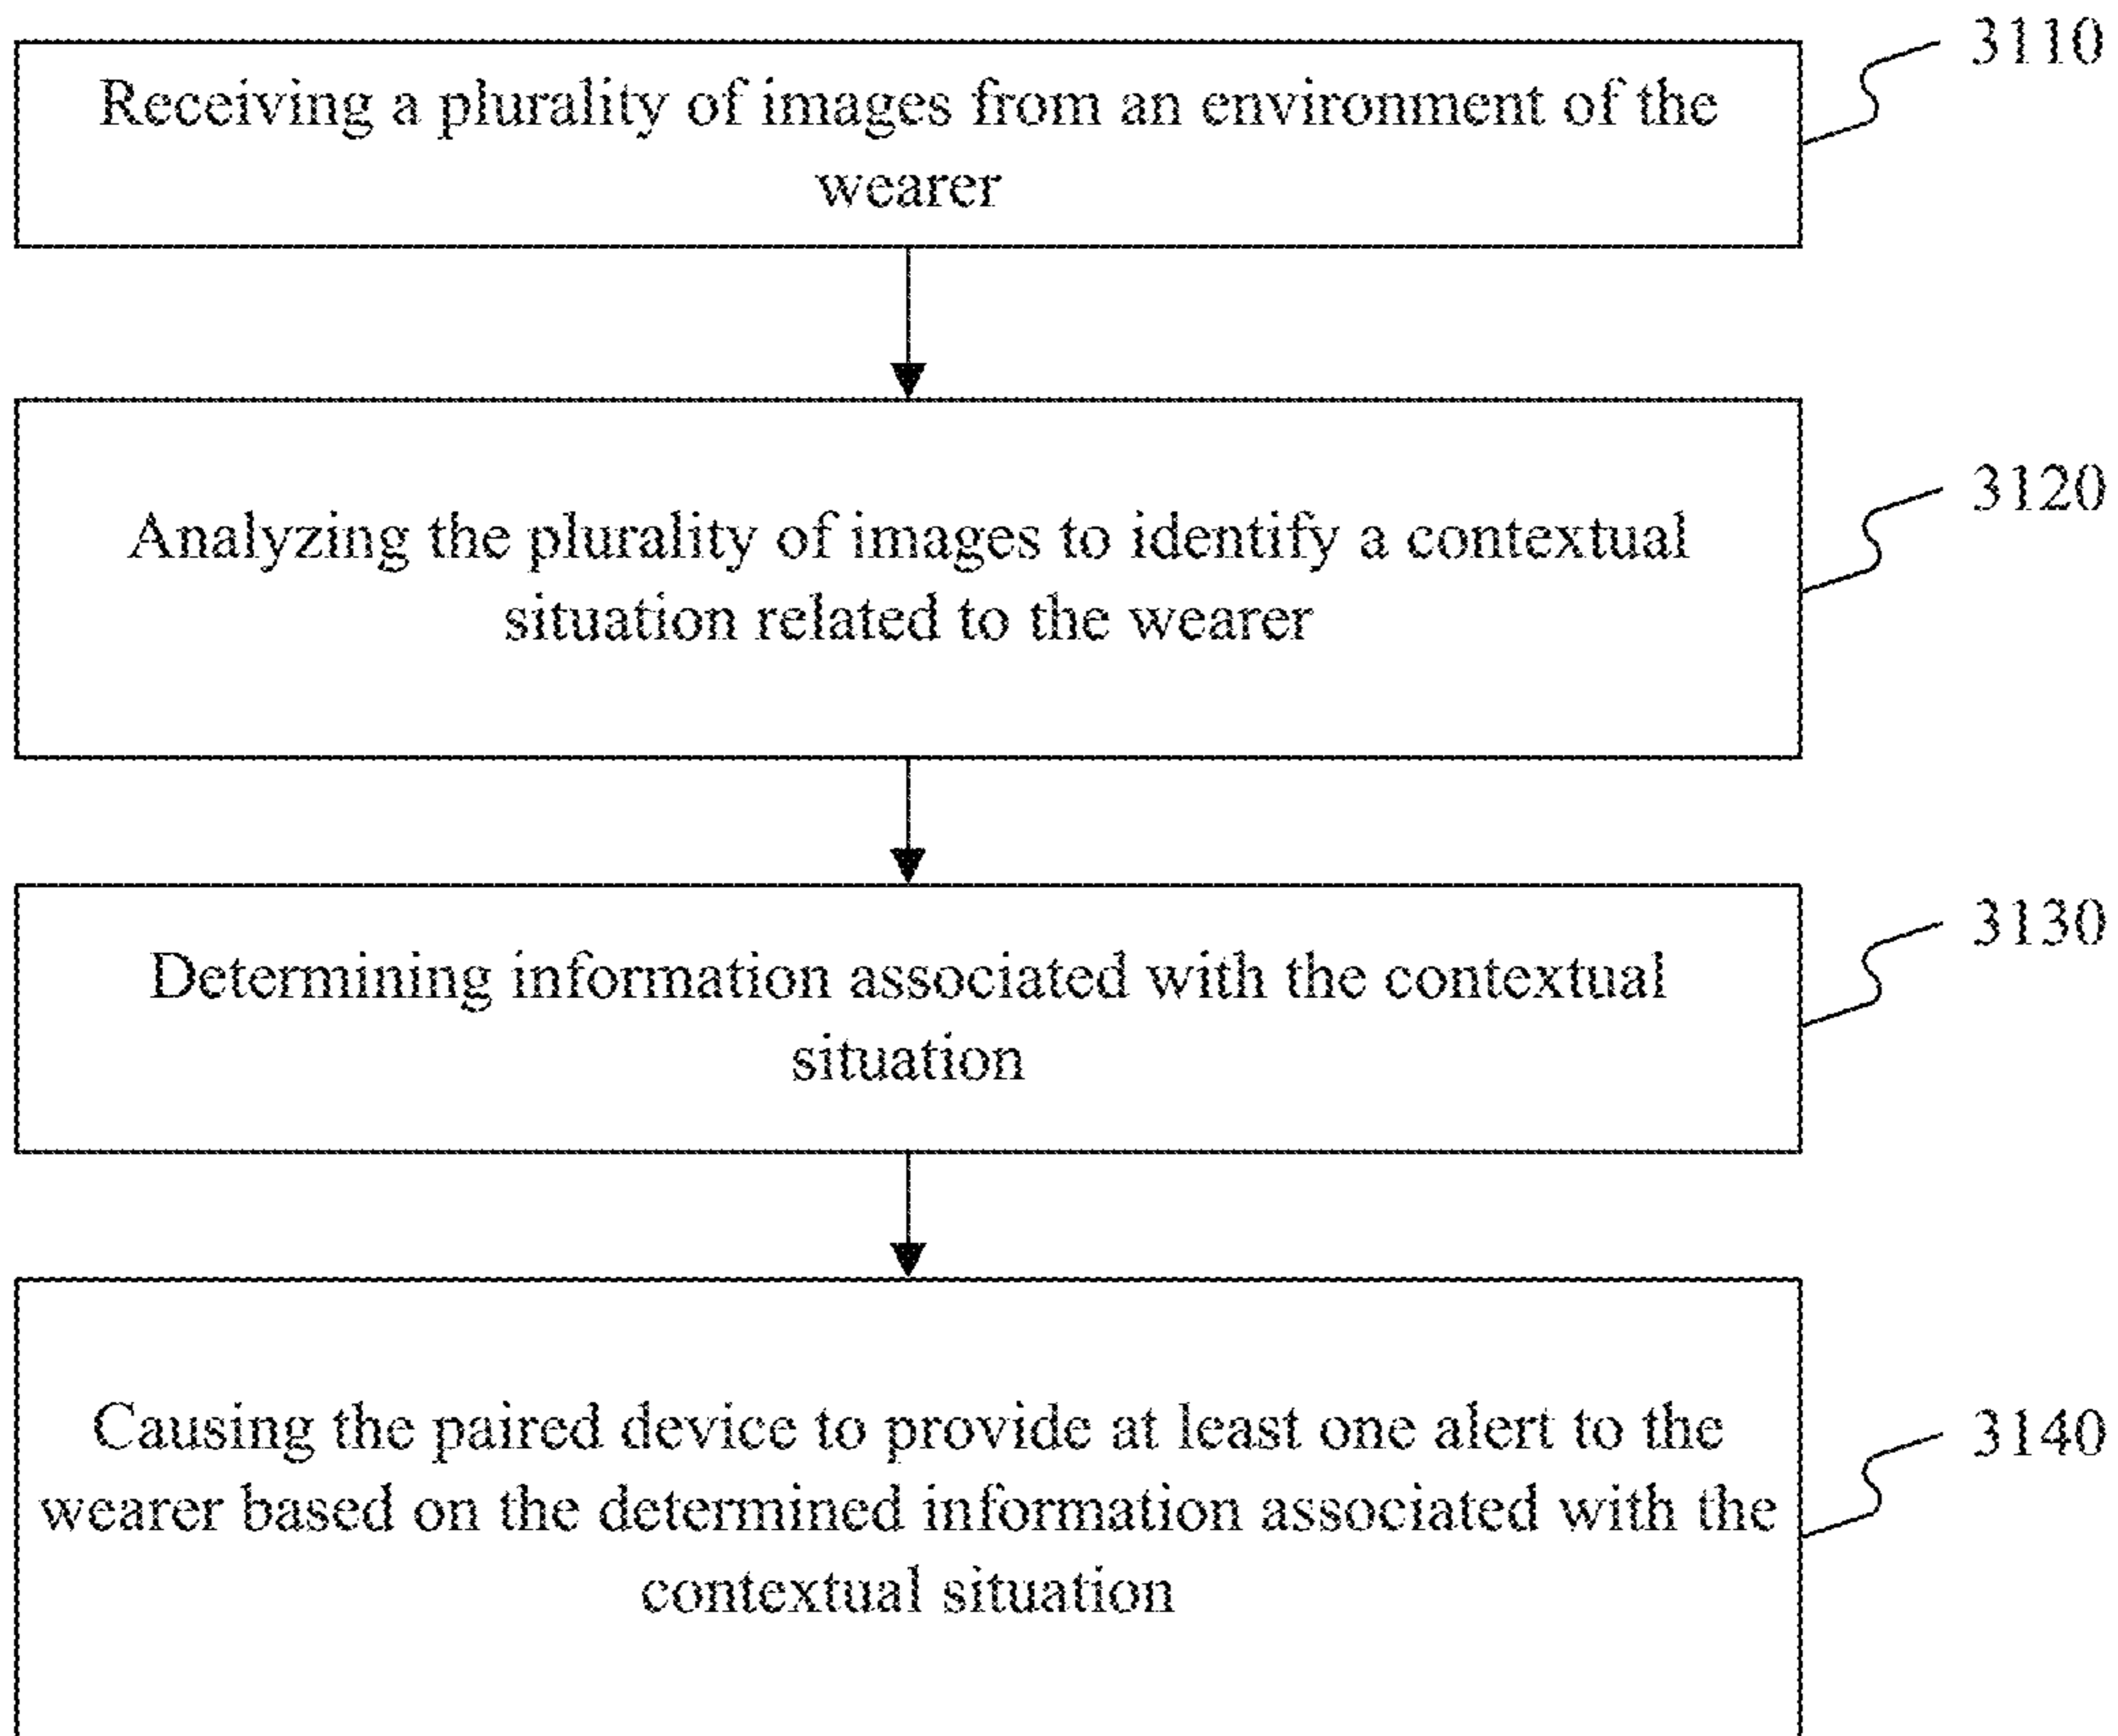 3110
Receiving a plurality of images from an environment of the
wearer
3120
Analyzing the plurality of images to identify a contextual
situation related to the wearer
3130
Determining information associated with the contextual
situation
3140
Causing the paired device to provide at least one alert to the
wearer based on the determined information associated with the
contextual situation